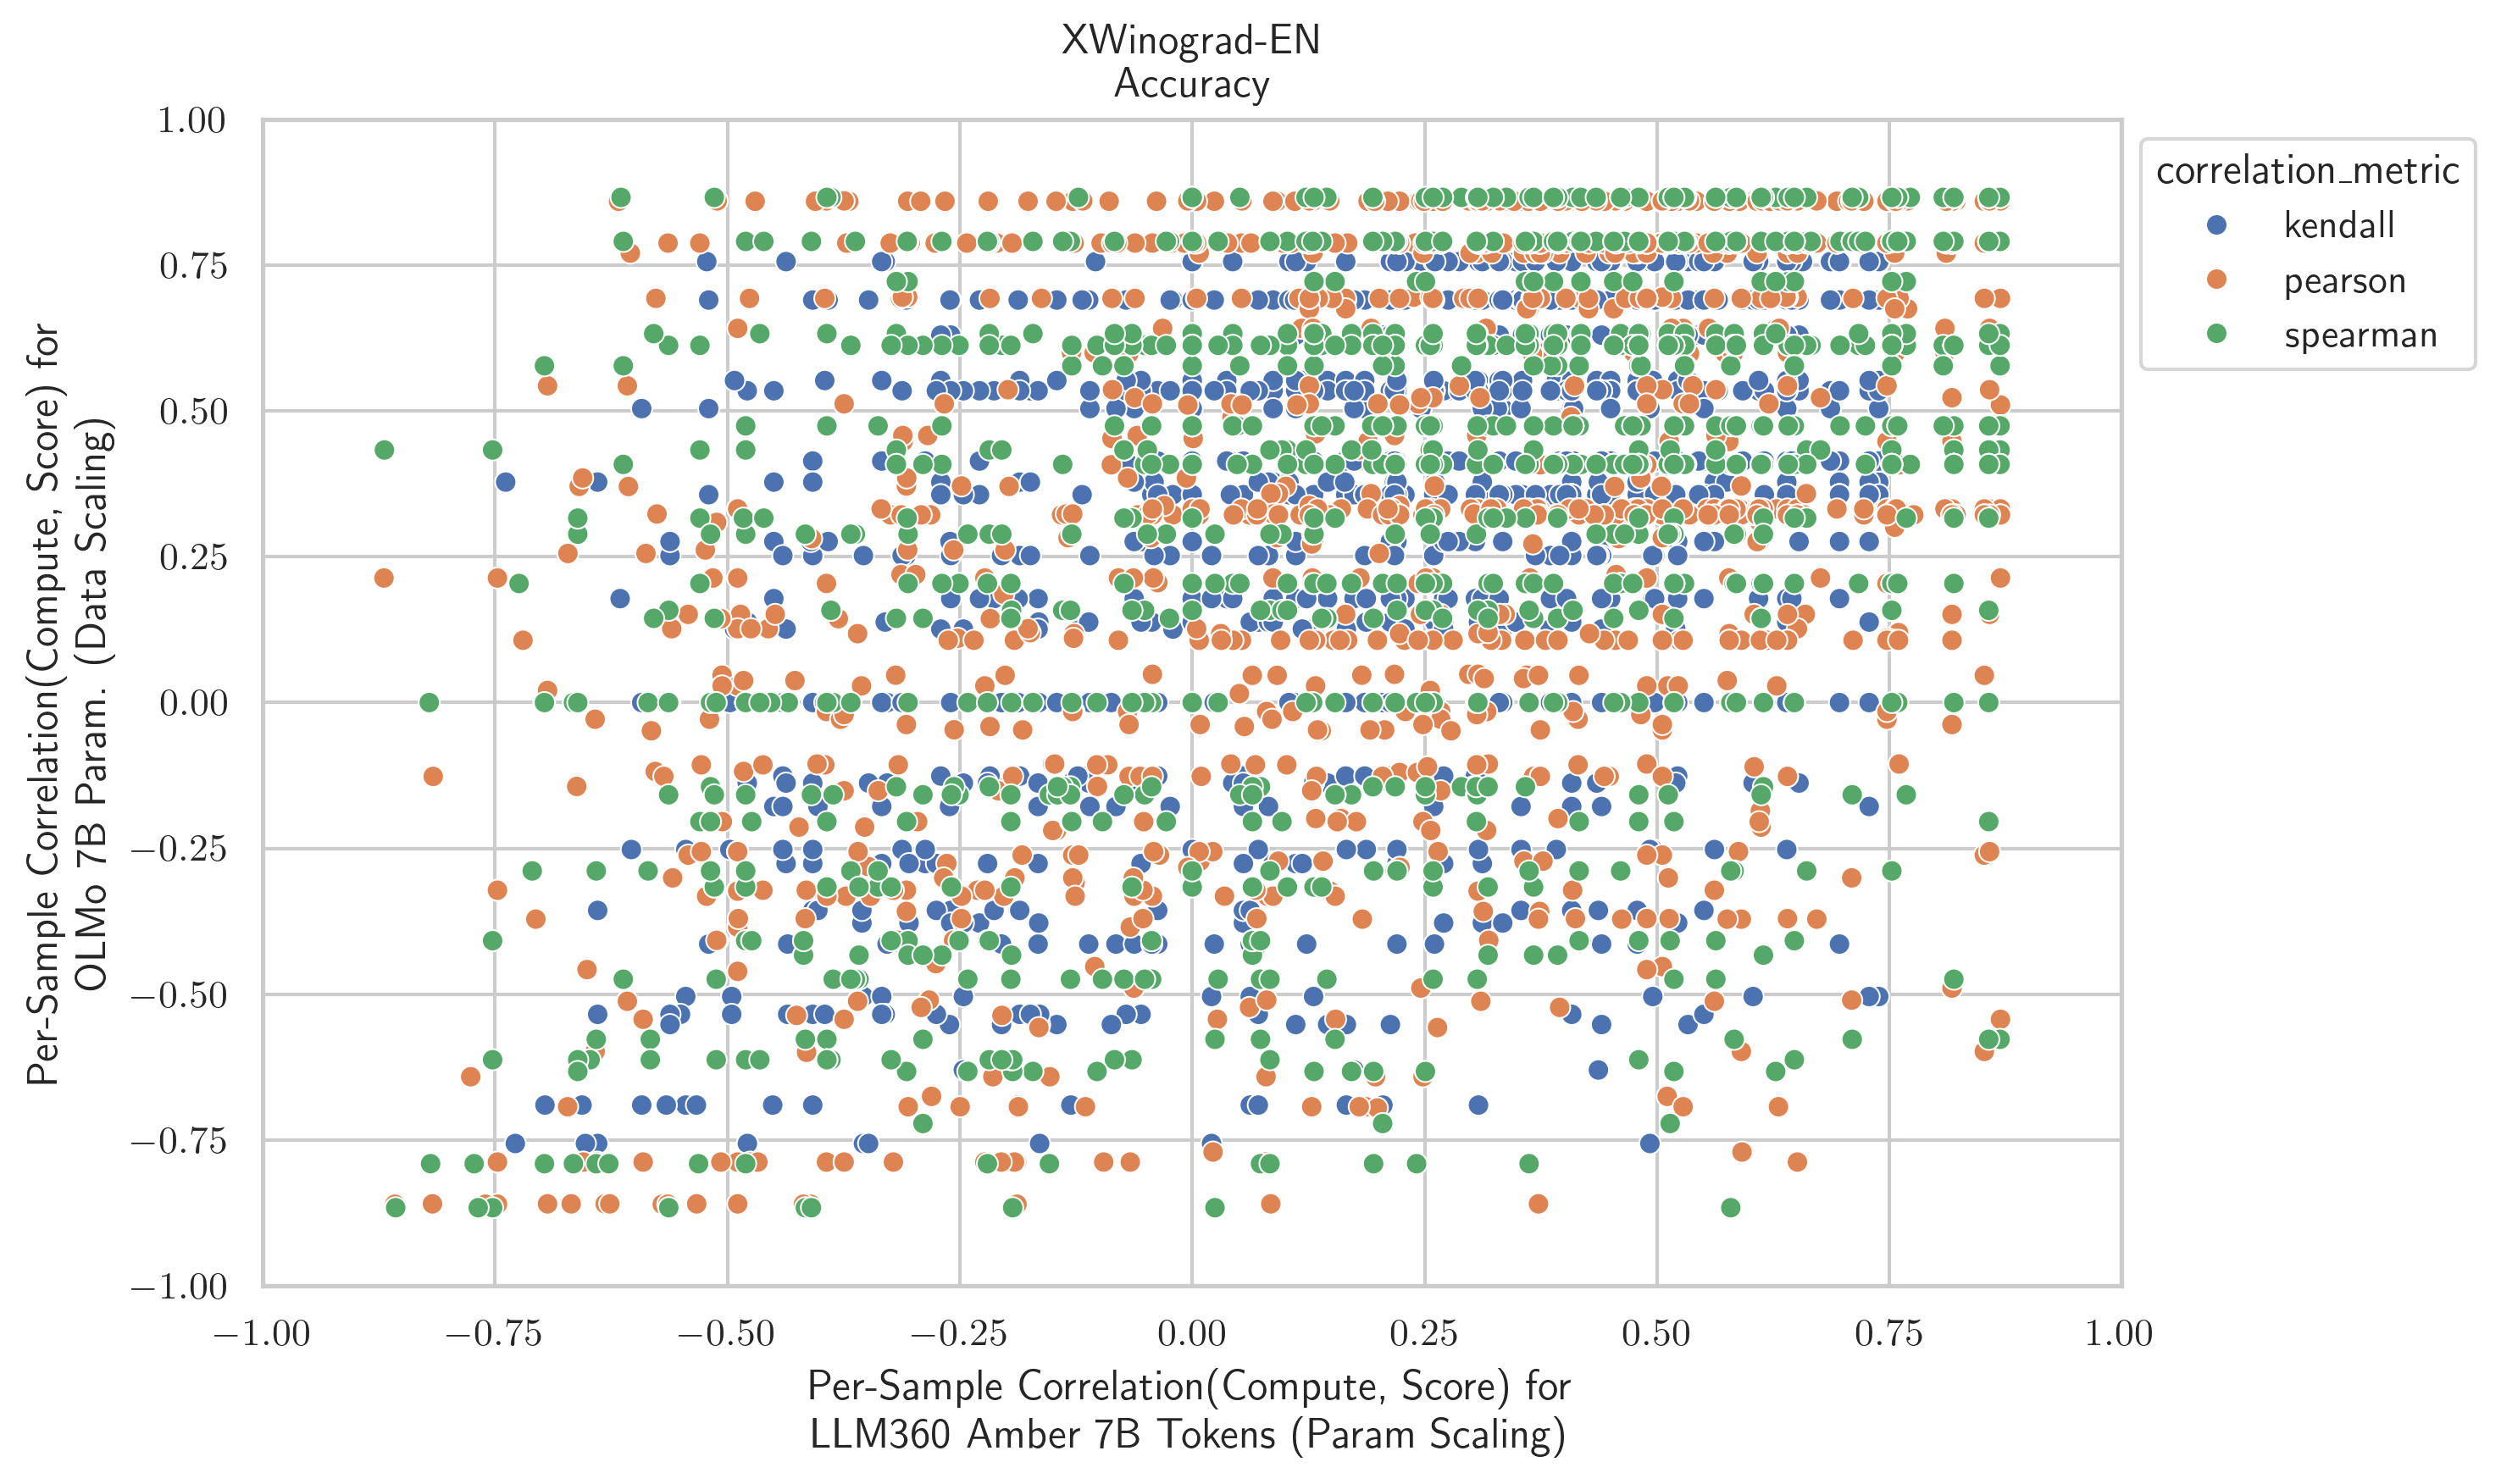 XWinograd-EN
Accuracy
1.00
0.75
0.50
0.25
0.00
−0.25
−0.50
−0.75
−1.00
Per-Sample Correlation(Compute, Score) for
OLMo 7B Param. (Data Scaling)
−1.00 −0.75 −0.50 −0.25 0.00 0.25 0.50 0.75 1.00
Per-Sample Correlation(Compute, Score) for
LLM360 Amber 7B Tokens (Param Scaling)
correlation_metric
kendall
pearson
spearman